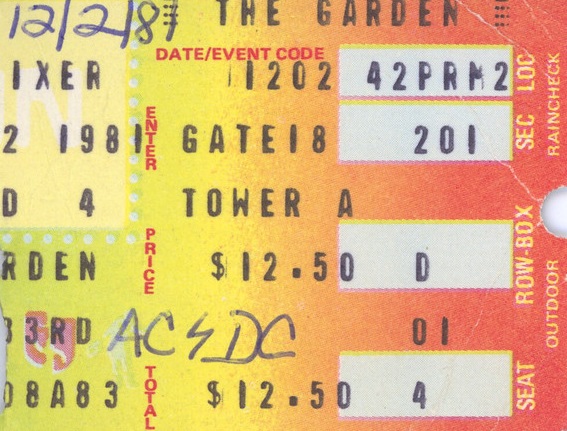 12/2/81 THE GARDEN
DATE/EVENT CODE
IXER 1202 42PRM2 LOC
RAINCHECK
2 1981 ENTER GATE18 201 SEC
D 4 TOWER A
RDEN PRICE $12.50 D ROW-BOX
OUTDOOR
33RD AC⚡DC 01
08A83 TOTAL $12.50 4 SEAT